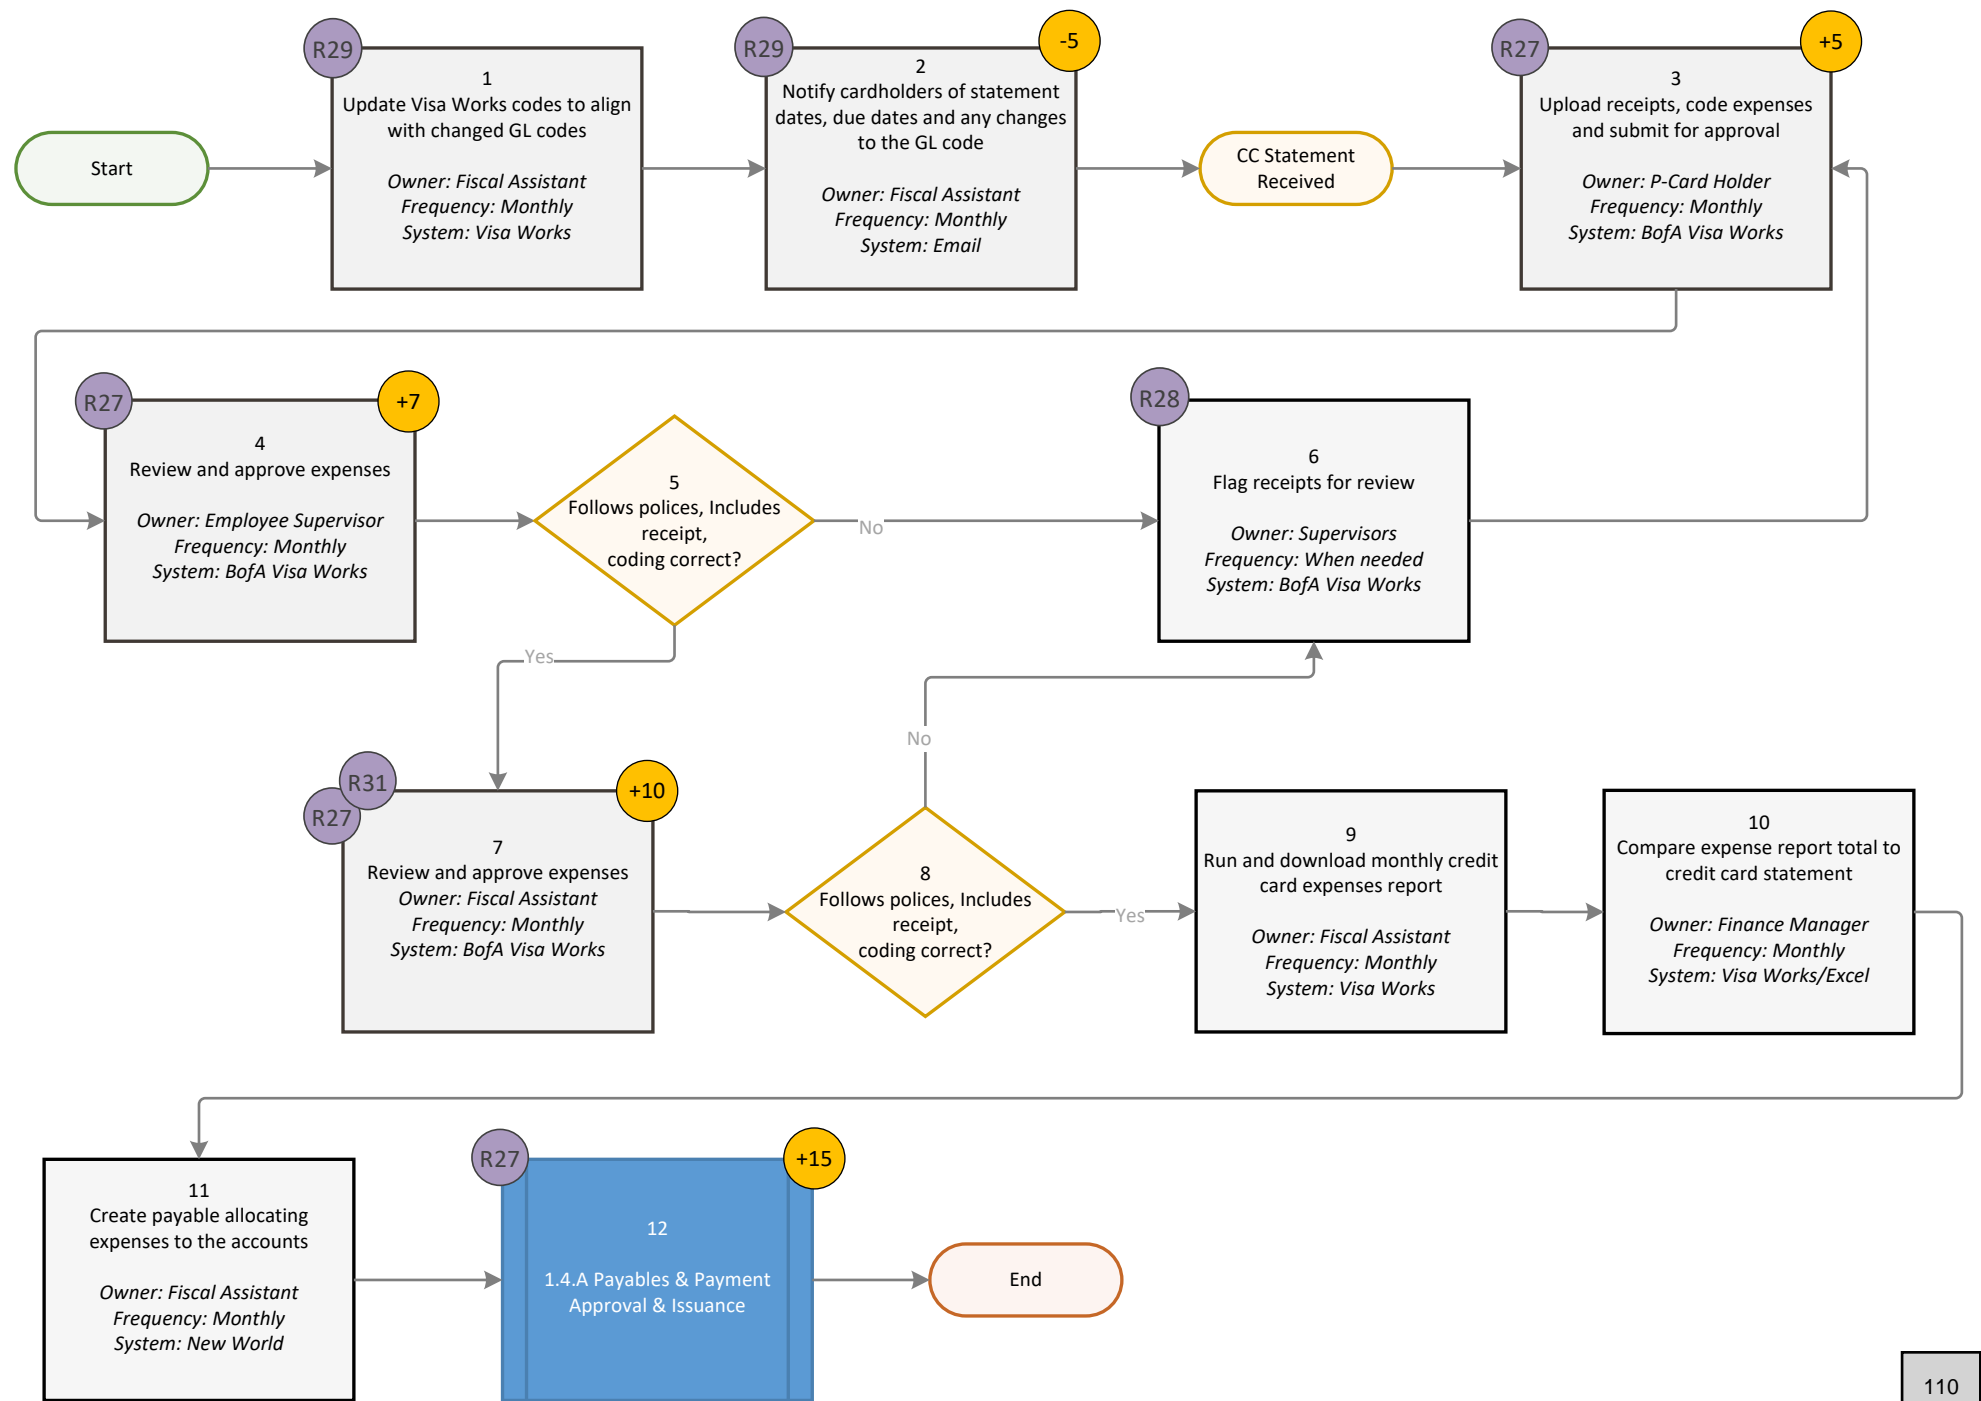 R29
1
Update Visa Works codes to align
with changed GL codes
Owner: Fiscal Assistant
Frequency: Monthly
System: Visa Works
R29
-5
2
Notify cardholders of statement
dates, due dates and any changes
to the GL code
Owner: Fiscal Assistant
Frequency: Monthly
System: Email
R27
+5
3
Upload receipts, code expenses
and submit for approval
Owner: P-Card Holder
Frequency: Monthly
System: BofA Visa Works
Start
CC Statement
Received
R27
+7
4
Review and approve expenses
Owner: Employee Supervisor
Frequency: Monthly
System: BofA Visa Works
5
Follows polices, Includes
receipt,
coding correct?
No
Yes
R28
6
Flag receipts for review
Owner: Supervisors
Frequency: When needed
System: BofA Visa Works
R31
R27
+10
7
Review and approve expenses
Owner: Fiscal Assistant
Frequency: Monthly
System: BofA Visa Works
No
8
Follows polices, Includes
receipt,
coding correct?
Yes
9
Run and download monthly credit
card expenses report
Owner: Fiscal Assistant
Frequency: Monthly
System: Visa Works
10
Compare expense report total to
credit card statement
Owner: Finance Manager
Frequency: Monthly
System: Visa Works/Excel
11
Create payable allocating
expenses to the accounts
Owner: Fiscal Assistant
Frequency: Monthly
System: New World
R27
+15
12
1.4.A Payables & Payment
Approval & Issuance
End
110